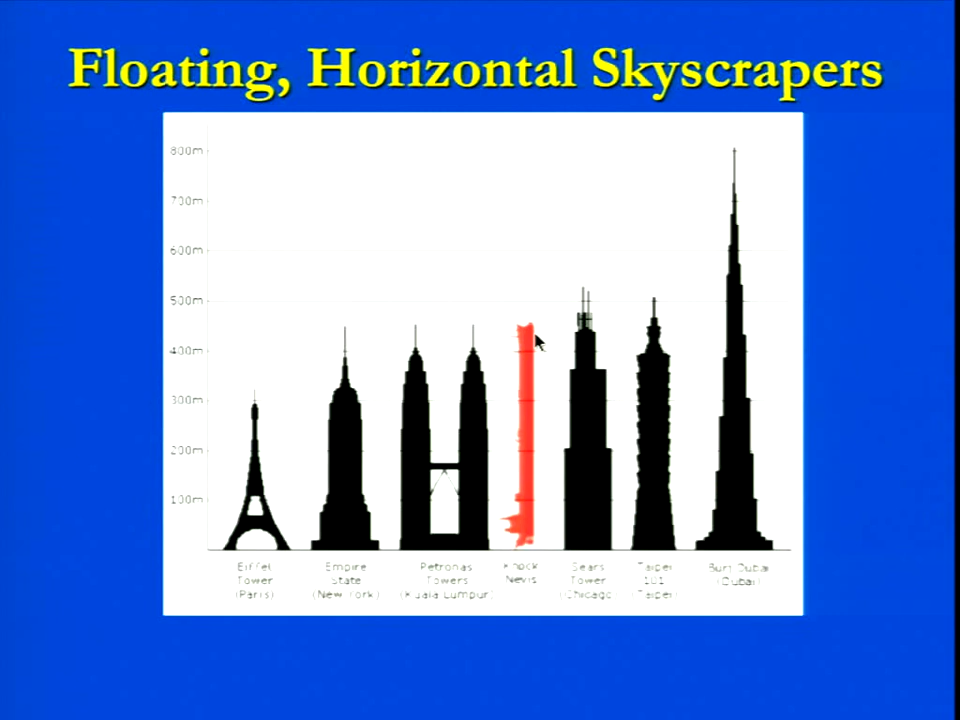 Floating, Horizontal Skyscrapers
800m
700m
600m
500m
400m
300m
200m
100m
Eiffel
Tower
(Paris)
Empire
State
(New York)
Petronas
Towers
(Kuala Lumpur)
Knock
Nevis
Sears
Tower
(Chicago)
Taipei
101
(Taipei)
Burj Dubai
(Dubai)